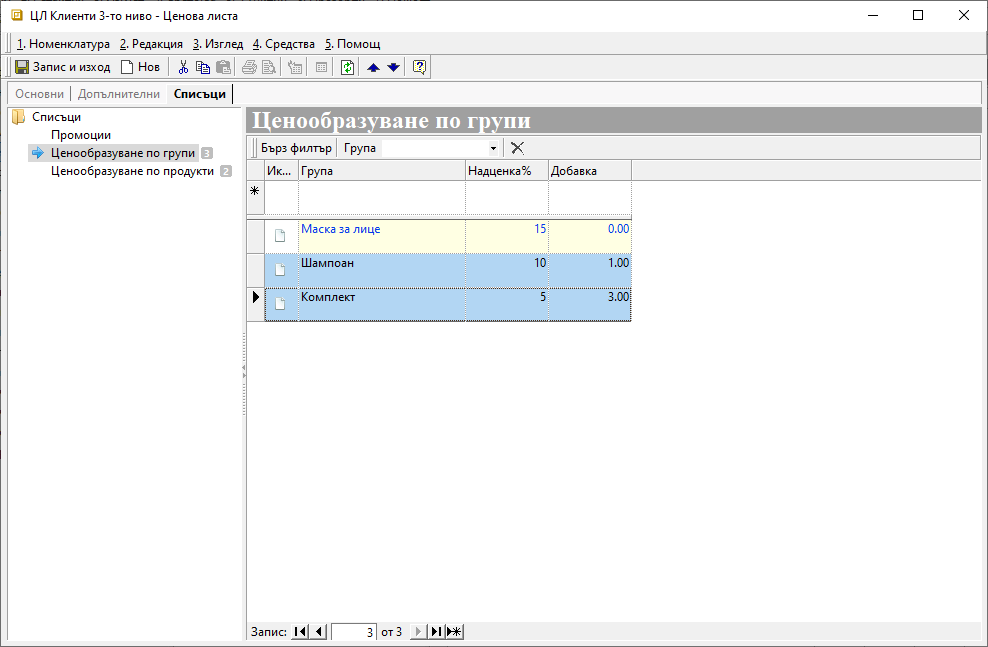 ЦЛ Клиенти 3-то ниво - Ценова листа
1. Номенклатура 2. Редакция 3. Изглед 4. Средства 5. Помощ
Запис и изход Нов
Основни Допълнителни Списъци
Списъци
Промоции
Ценообразуване по групи 3
Ценообразуване по продукти 2
Ценообразуване по групи
Бърз филтър Група
Ик... Група Надценка% Добавка
Маска за лице 15 0.00
Шампоан 10 1.00
Комплект 5 3.00
Запис: 3 от 3